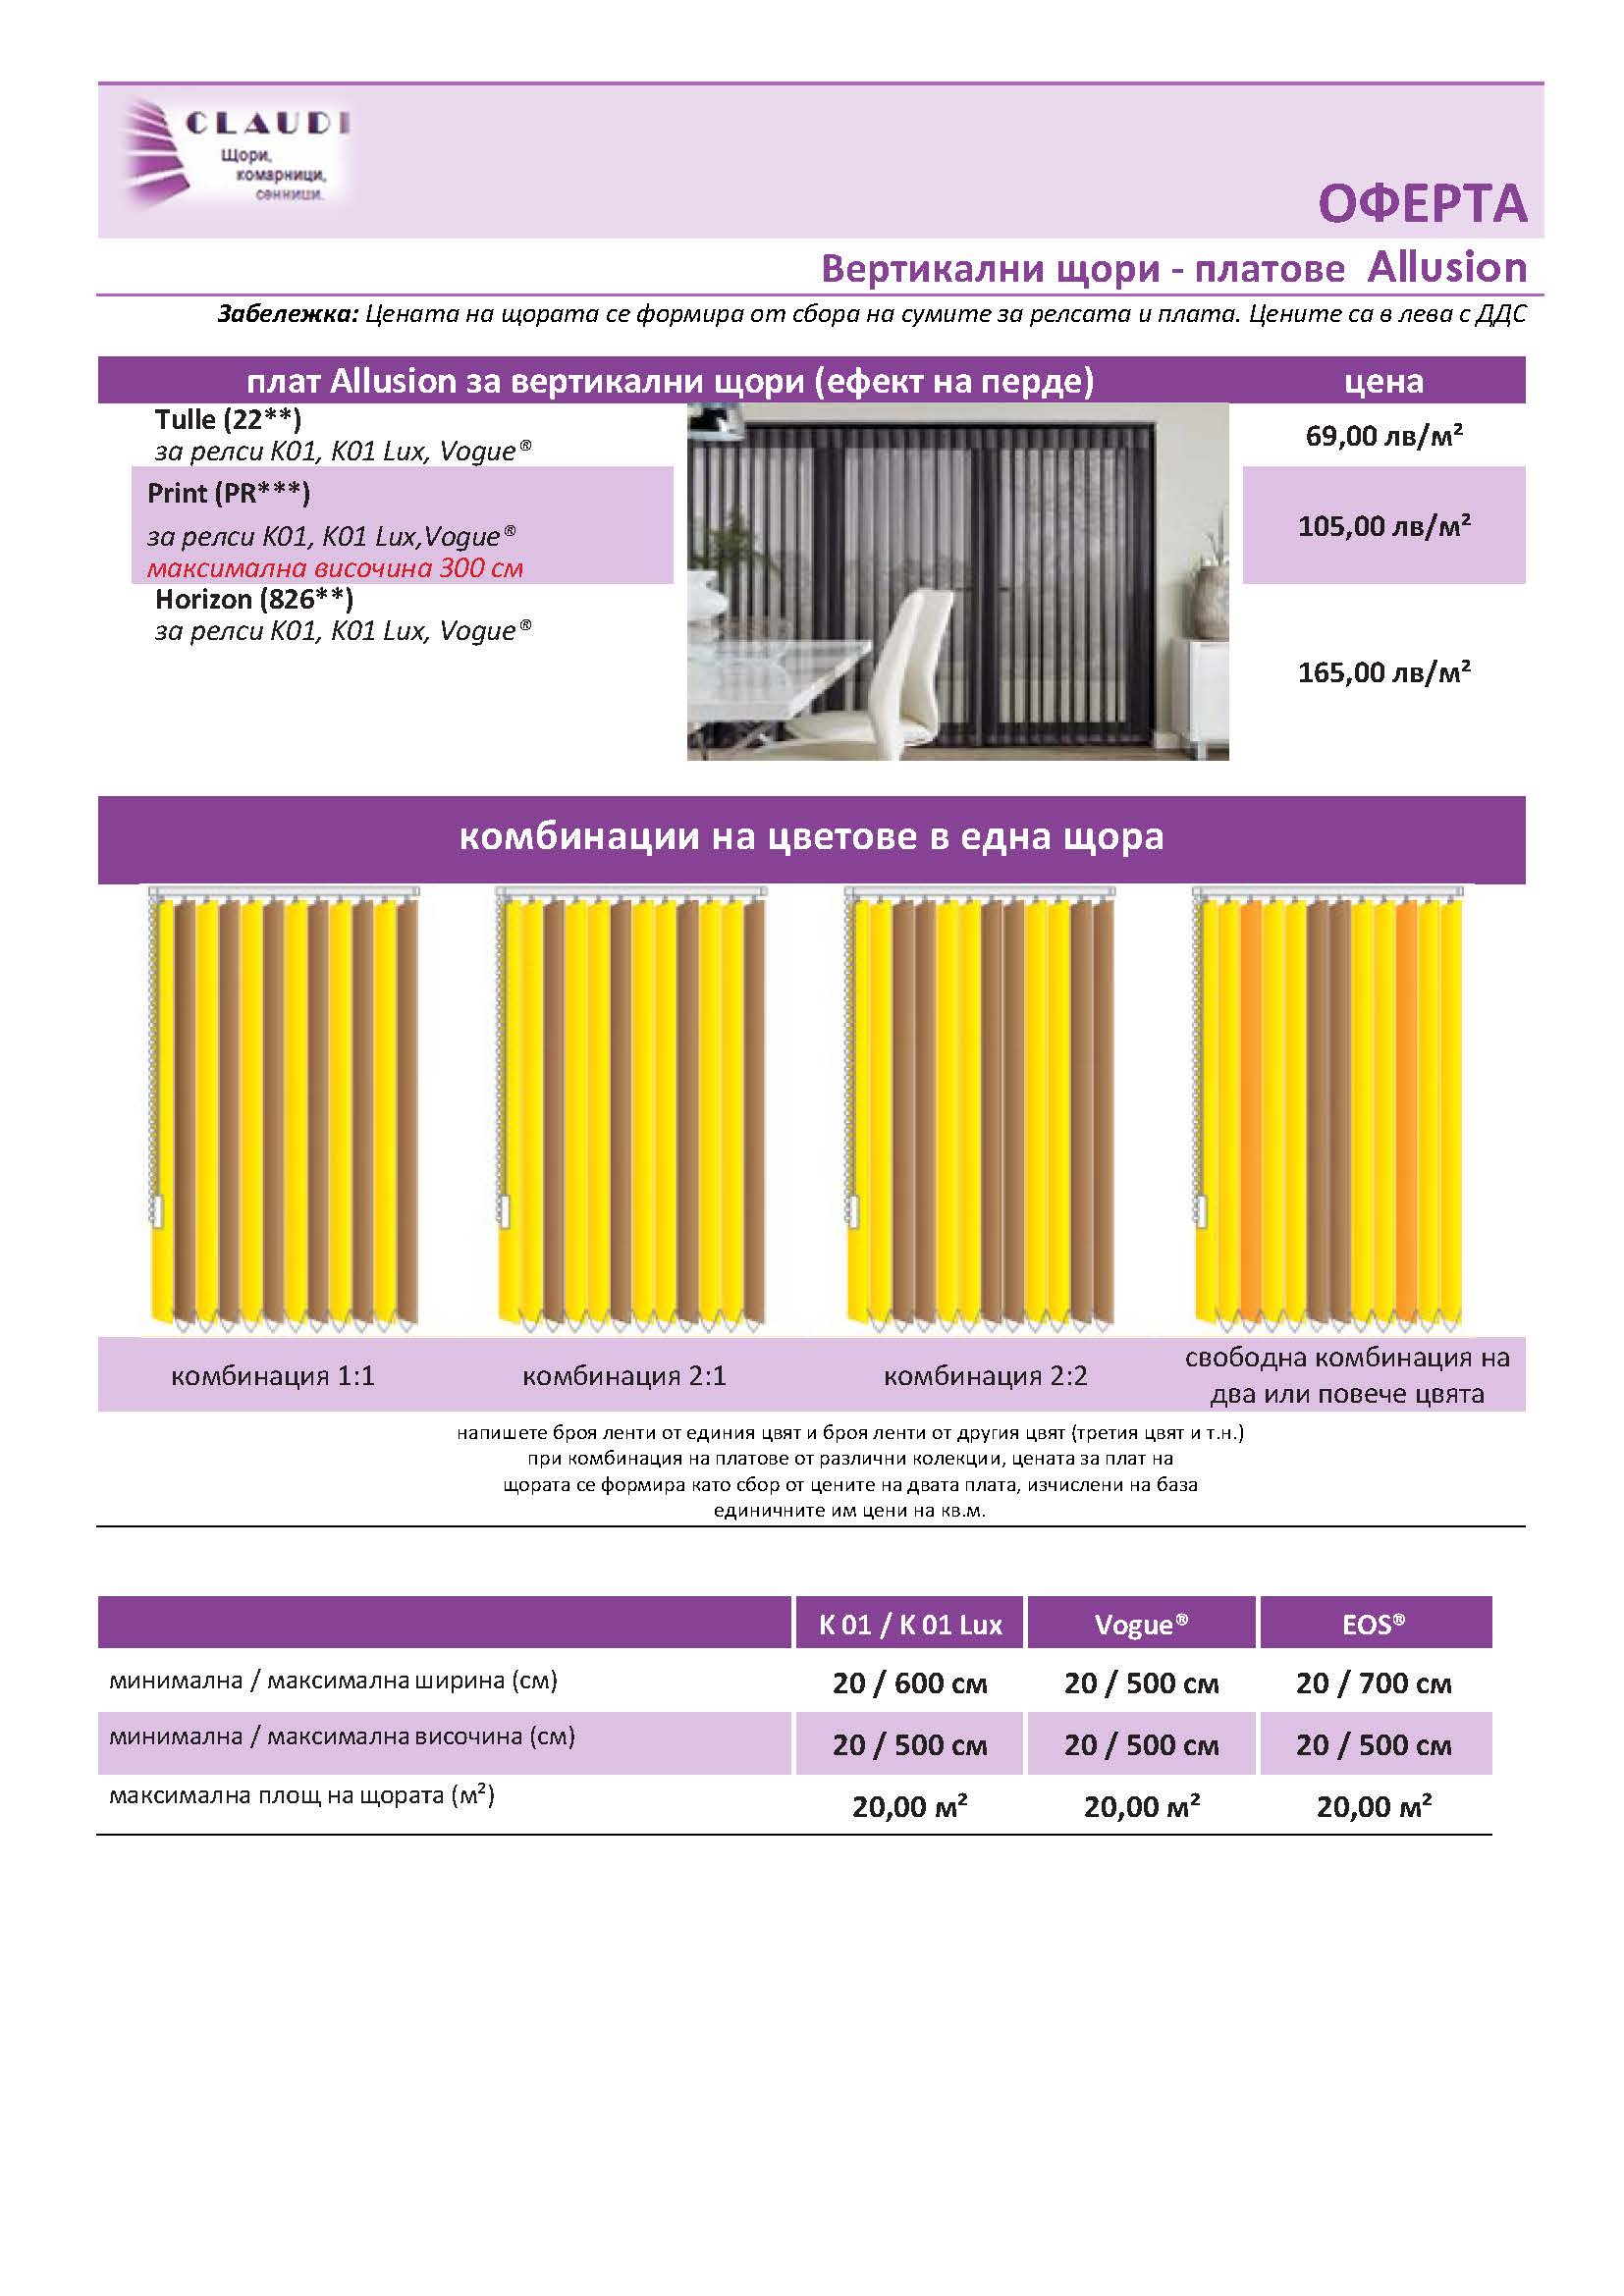 CLAUDI
Щори,
комарници,
сенници.
ОФЕРТА
Вертикални щори - платове Allusion
Забележка: Цената на щората се формира от сбора на сумите за релсата и плата. Цените са в лева с ДДС
плат Allusion за вертикални щори (ефект на перде) цена
Tulle (22**)
за релси K01, K01 Lux, Vogue®
69,00 лв/м²
Print (PR***)
за релси K01, K01 Lux,Vogue®
максимална височина 300 см
105,00 лв/м²
Horizon (826**)
за релси K01, K01 Lux, Vogue®
165,00 лв/м²
комбинации на цветове в една щора
комбинация 1:1 комбинация 2:1 комбинация 2:2 свободна комбинация на
два или повече цвята
напишете броя ленти от единия цвят и броя ленти от другия цвят (третия цвят и т.н.)
при комбинация на платове от различни колекции, цената за плат на
щората се формира като сбор от цените на двата плата, изчислени на база
единичните им цени на кв.м.
K 01 / K 01 Lux Vogue® EOS®
минимална / максимална ширина (см) 20 / 600 см 20 / 500 см 20 / 700 см
минимална / максимална височина (см) 20 / 500 см 20 / 500 см 20 / 500 см
максимална площ на щората (м²) 20,00 м² 20,00 м² 20,00 м²